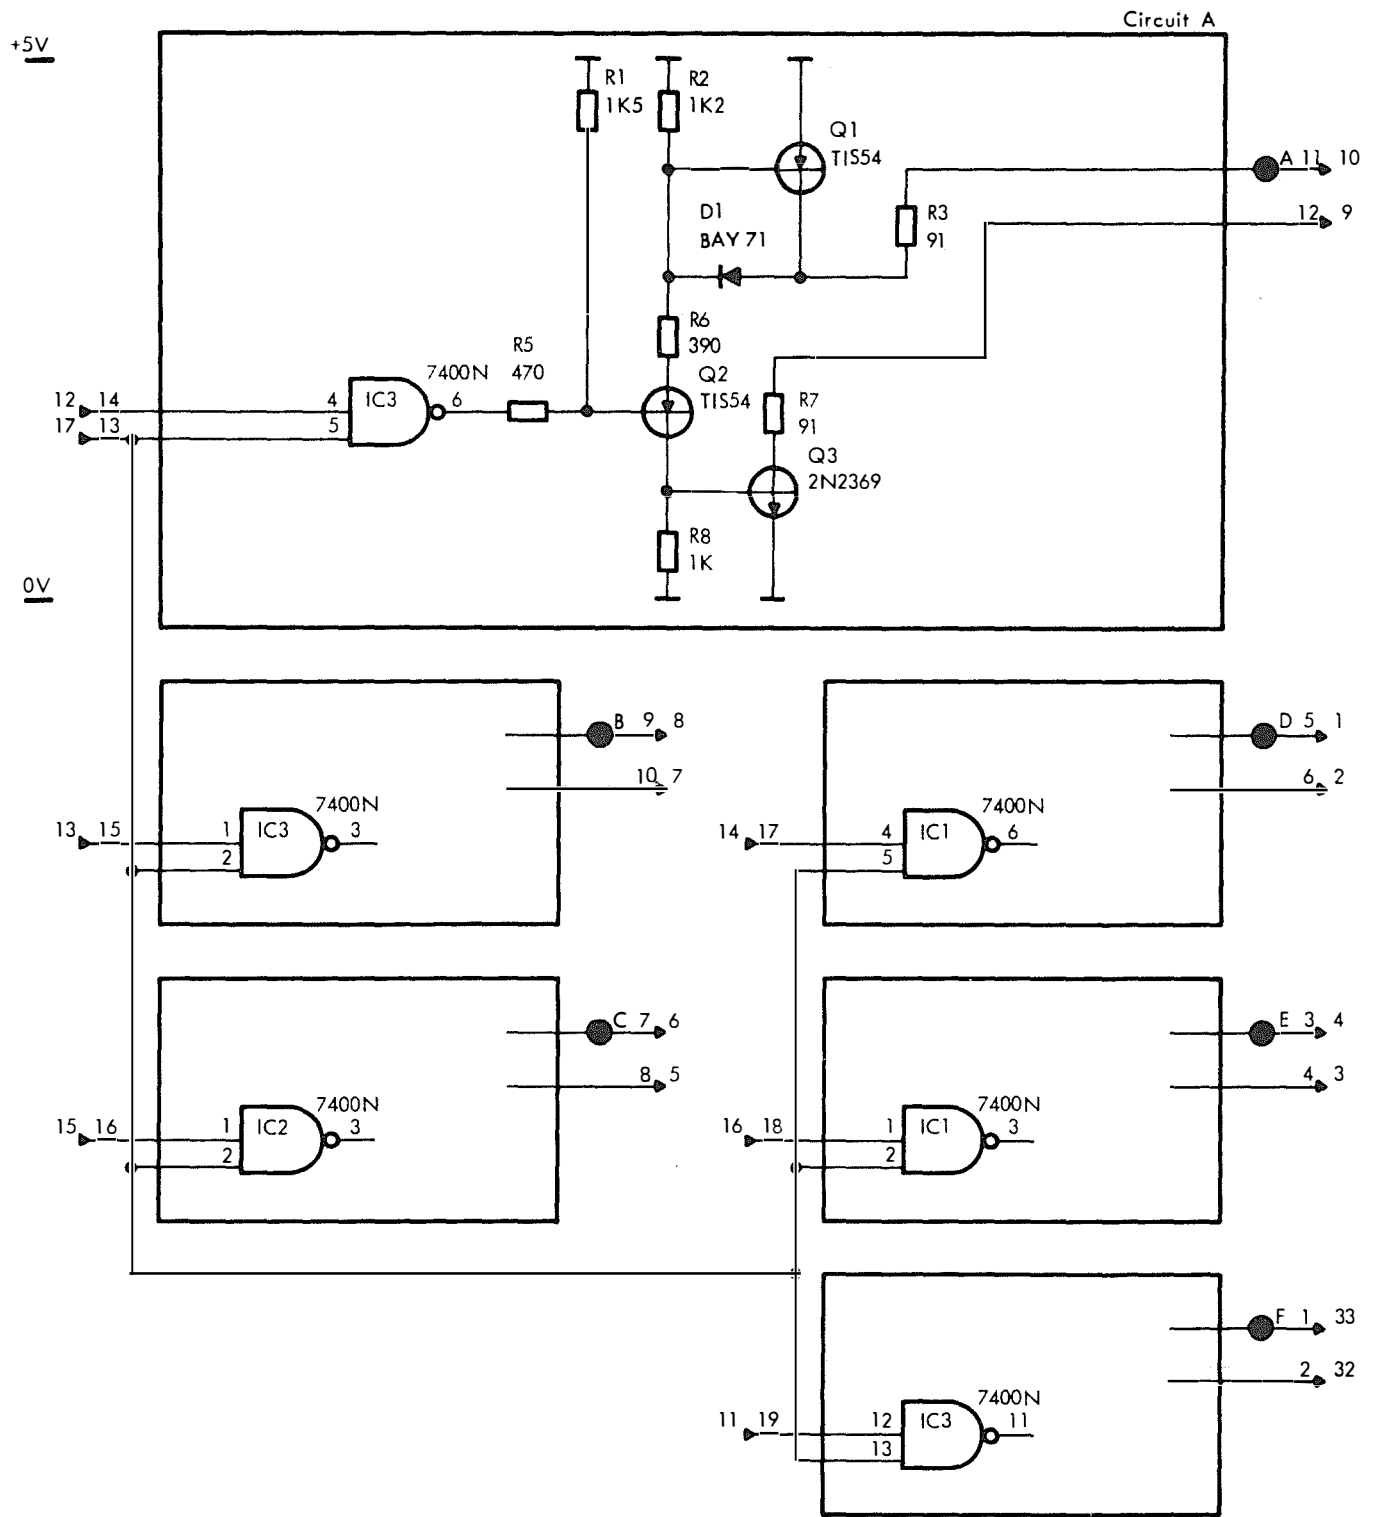 Circuit A
+5V
R1
1K5
R2
1K2
Q1
TIS54
A 11 10
12 9
D1
BAY 71
R3
91
R6
390
R5
470
7400N
Q2
TIS54
R7
91
12 14
17 13
4
5
IC3
6
Q3
2N2369
R8
1K
0V
B 9 8
10 7
7400N
13 15
1
2
IC3
3
D 5 1
6 2
7400N
14 17
4
5
IC1
6
C 7 6
8 5
7400N
15 16
1
2
IC2
3
E 3 4
4 3
7400N
16 18
1
2
IC1
3
F 1 33
2 32
7400N
11 19
12
13
IC3
11